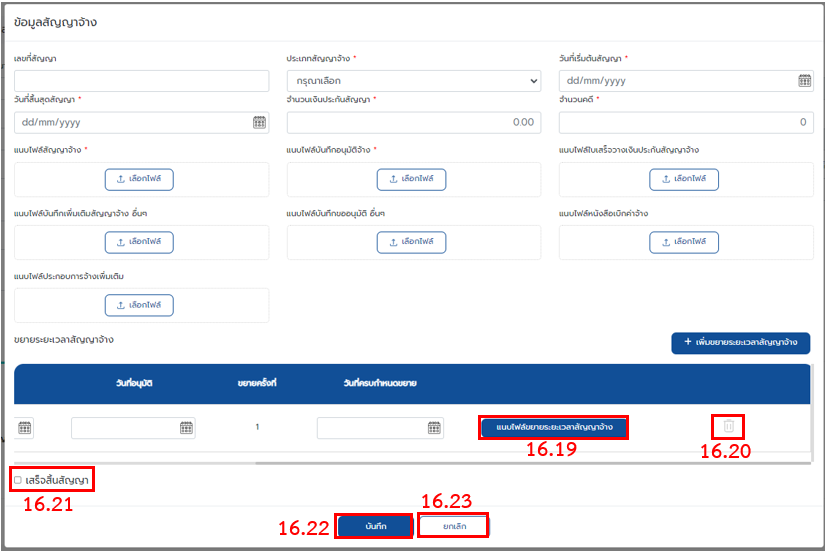 ข้อมูลสัญญาจ้าง
เลขที่สัญญา ประเภทสัญญาจ้าง * วันที่เริ่มต้นสัญญา *
กรุณาเลือก dd/mm/yyyy
วันที่สิ้นสุดสัญญา * จำนวนเงินประกันสัญญา * จำนวนคดี *
dd/mm/yyyy 0.00 0
แนบไฟล์สัญญาจ้าง * แนบไฟล์บันทึกอนุมัติจ้าง * แนบไฟล์ใบเสร็จวางเงินประกันสัญญาจ้าง
เลือกไฟล์ เลือกไฟล์ เลือกไฟล์
แนบไฟล์บันทึกเพิ่มเติมสัญญาจ้าง อื่นๆ แนบไฟล์บันทึกขออนุมัติ อื่นๆ แนบไฟล์หนังสือเบิกค่าจ้าง
เลือกไฟล์ เลือกไฟล์ เลือกไฟล์
แนบไฟล์ประกอบการจ้างเพิ่มเติม
เลือกไฟล์
ขยายระยะเวลาสัญญาจ้าง + เพิ่มขยายระยะเวลาสัญญาจ้าง
วันที่อนุมัติ ขยายครั้งที่ วันที่ครบกำหนดขยาย
1 แนบไฟล์ขยายระยะเวลาสัญญาจ้าง
16.19 16.20
เสร็จสิ้นสัญญา
16.21 16.23
16.22 บันทึก ยกเลิก